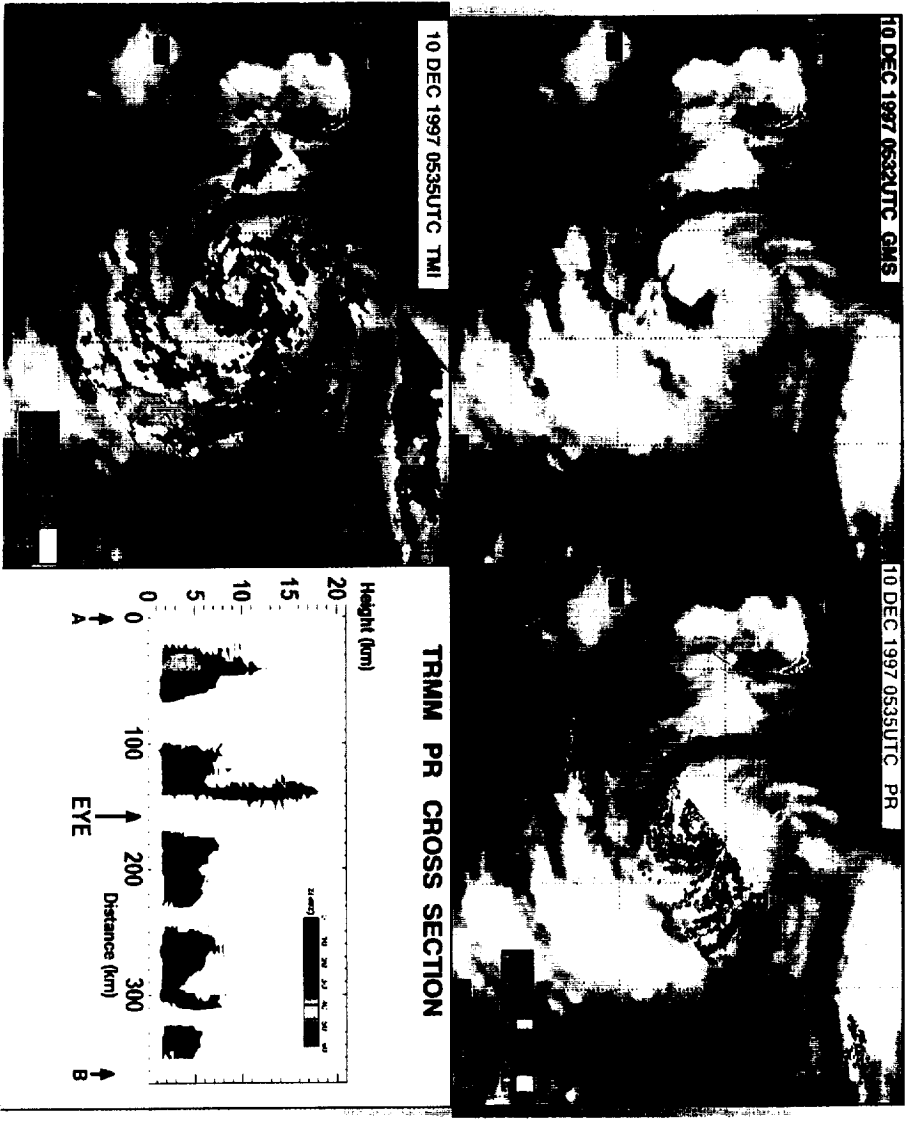 10 DEC 1997 0532UTC GMS
10 DEC 1997 0535UTC PR
10 DEC 1997 0535UTC TMI
TRMM PR CROSS SECTION
Height (km)
20
15
10
5
0
0
100
200
300
A
EYE
Distance (km)
B